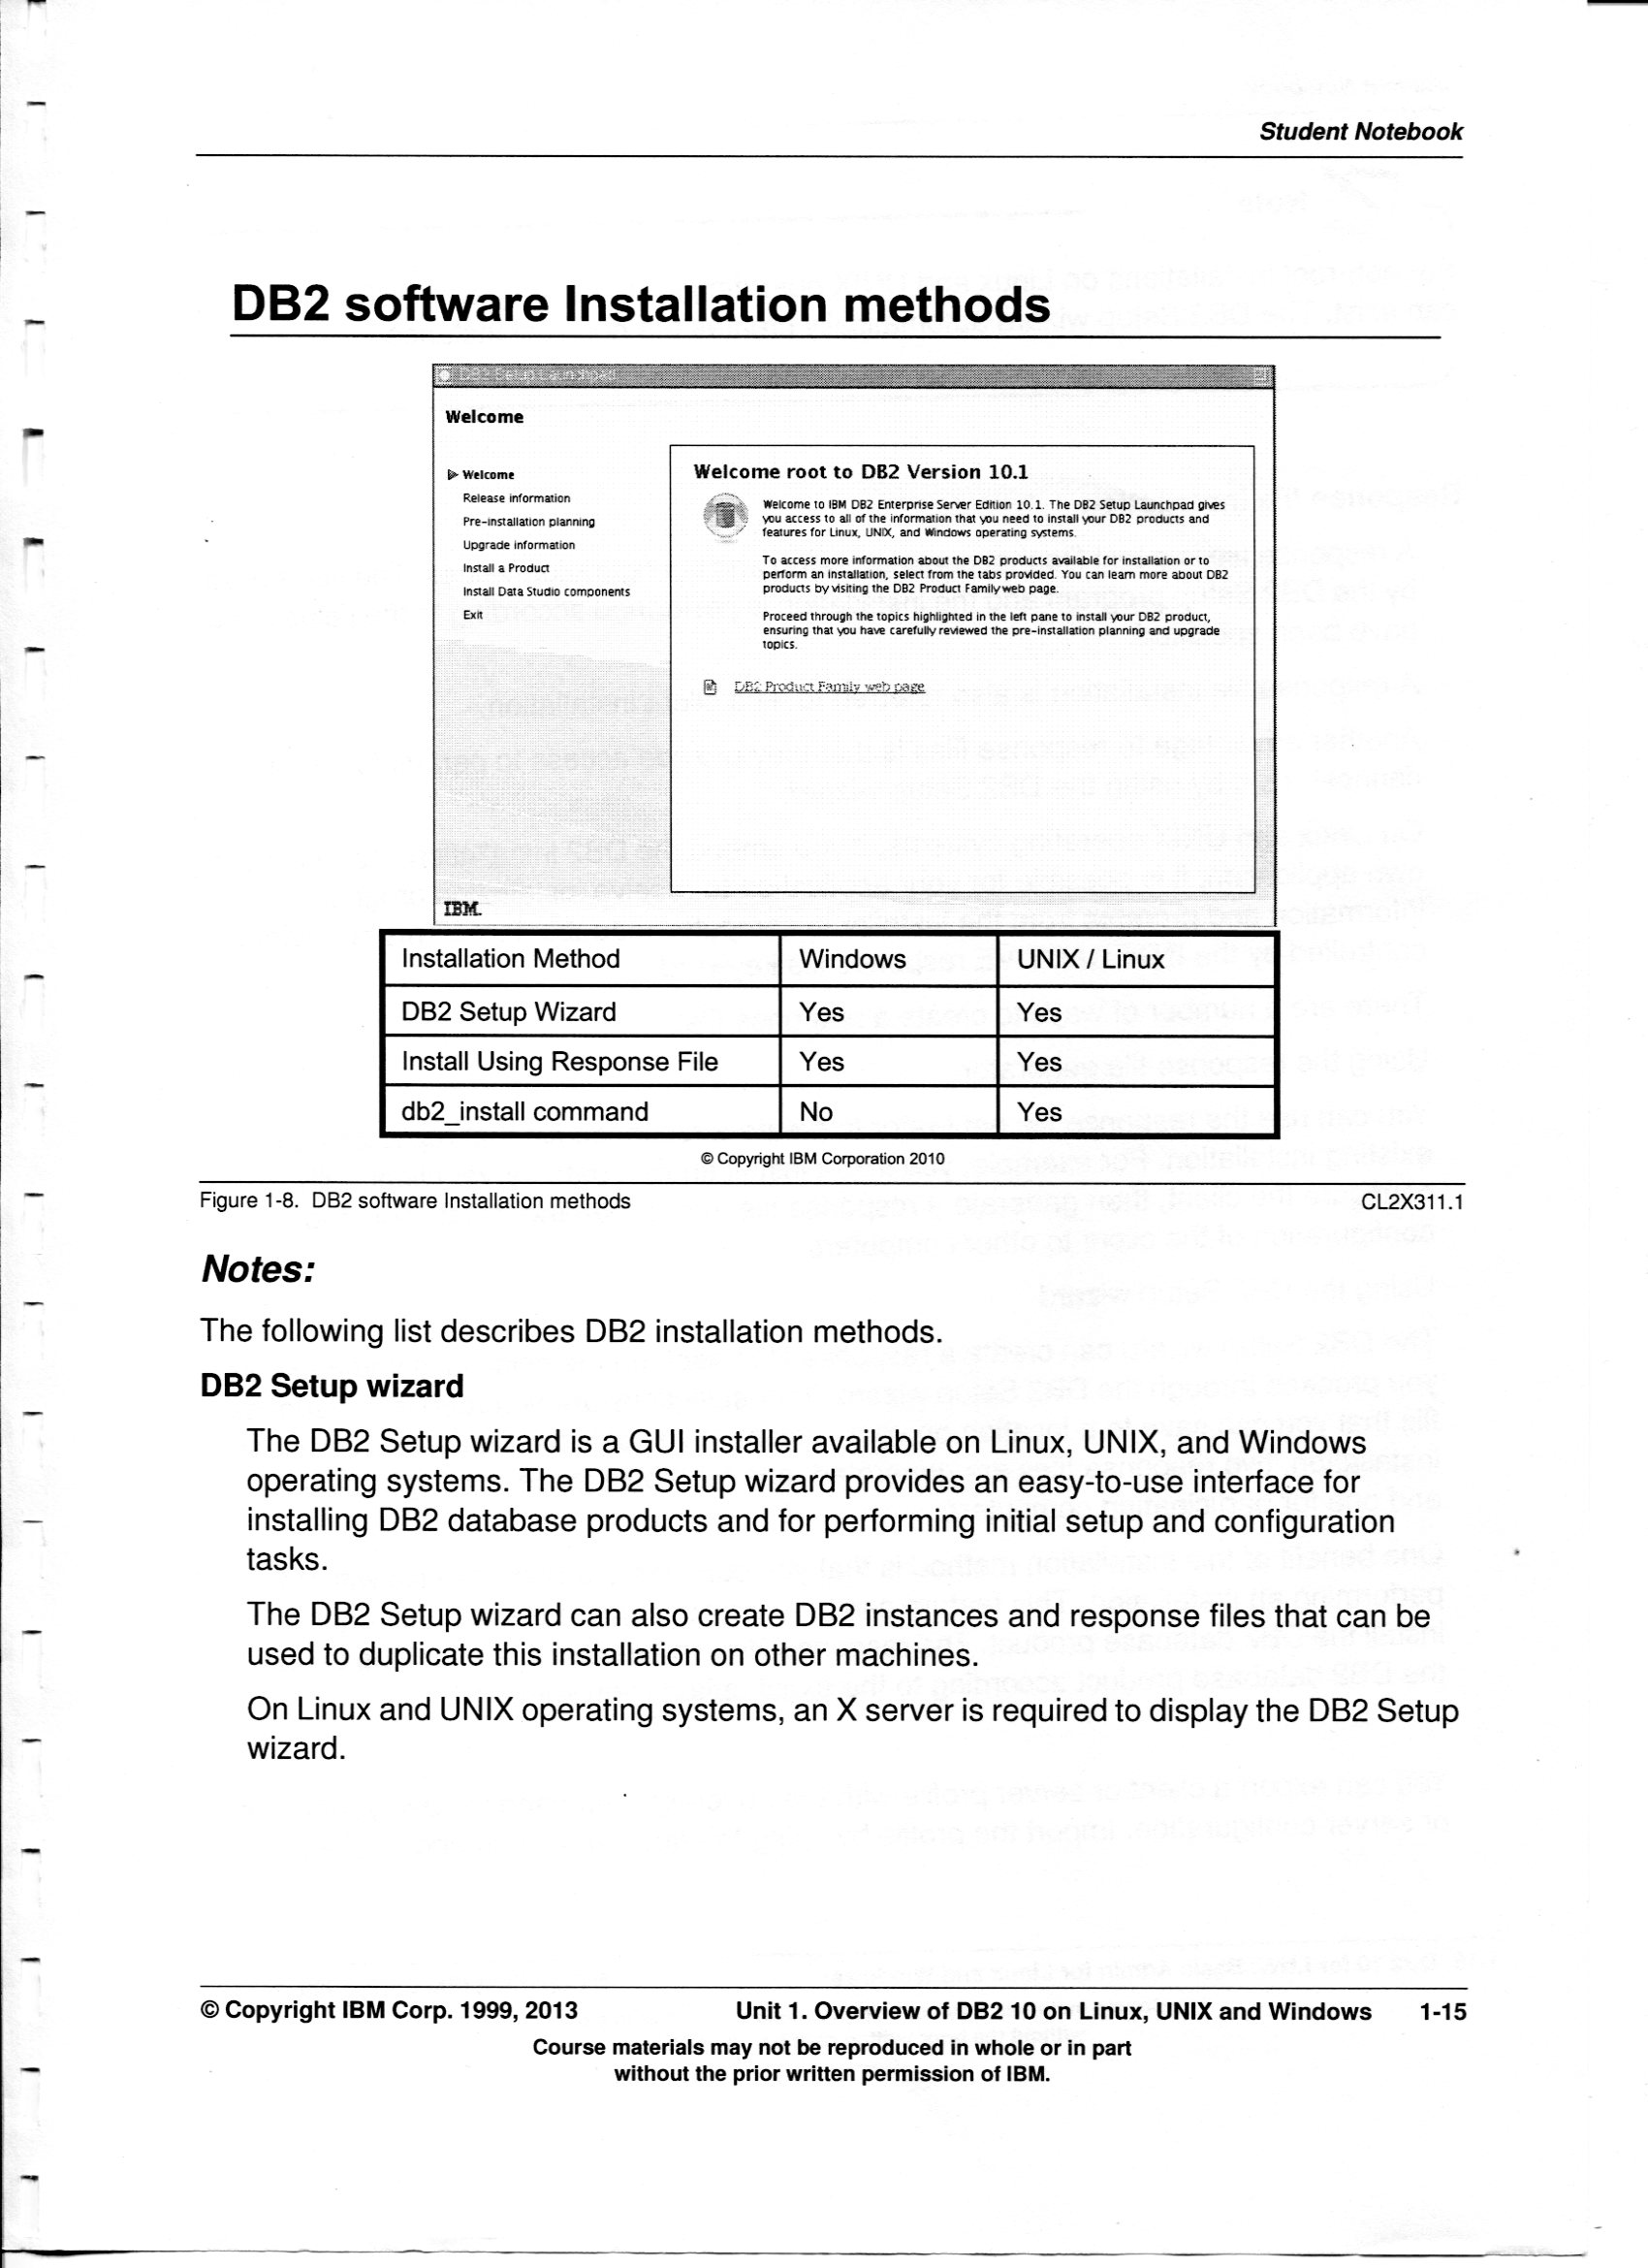 Student Notebook
DB2 software Installation methods
DB2 Setup Launchpad
Welcome
Welcome
Release information
Pre-installation planning
Upgrade information
Install a Product
Install Data Studio components
Exit
Welcome root to DB2 Version 10.1
Welcome to IBM DB2 Enterprise Server Edition 10.1. The DB2 Setup Launchpad gives
you access to all of the information that you need to install your DB2 products and
features for Linux, UNIX, and Windows operating systems.
To access more information about the DB2 products available for installation or to
perform an installation, select from the tabs provided. You can learn more about DB2
products by visiting the DB2 Product Family web page.
Proceed through the topics highlighted in the left pane to install your DB2 product,
ensuring that you have carefully reviewed the pre-installation planning and upgrade
topics.
DB2 Product Family web page
IBM.
Installation Method Windows UNIX / Linux
DB2 Setup Wizard Yes Yes
Install Using Response File Yes Yes
db2_install command No Yes
© Copyright IBM Corporation 2010
Figure 1-8. DB2 software Installation methods CL2X311.1
Notes:
The following list describes DB2 installation methods.
DB2 Setup wizard
The DB2 Setup wizard is a GUI installer available on Linux, UNIX, and Windows
operating systems. The DB2 Setup wizard provides an easy-to-use interface for
installing DB2 database products and for performing initial setup and configuration
tasks.
The DB2 Setup wizard can also create DB2 instances and response files that can be
used to duplicate this installation on other machines.
On Linux and UNIX operating systems, an X server is required to display the DB2 Setup
wizard.
© Copyright IBM Corp. 1999, 2013 Unit 1. Overview of DB2 10 on Linux, UNIX and Windows 1-15
Course materials may not be reproduced in whole or in part
without the prior written permission of IBM.